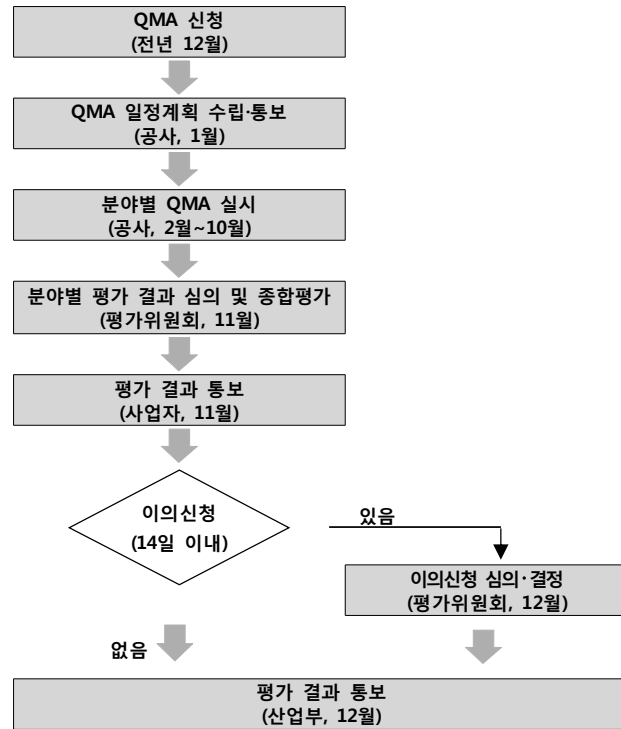 QMA 신청
(전년 12월)
QMA 일정계획 수립·통보
(공사, 1월)
분야별 QMA 실시
(공사, 2월~10월)
분야별 평가 결과 심의 및 종합평가
(평가위원회, 11월)
평가 결과 통보
(사업자, 11월)
이의신청
(14일 이내)
있음
이의신청 심의·결정
(평가위원회, 12월)
없음
평가 결과 통보
(산업부, 12월)